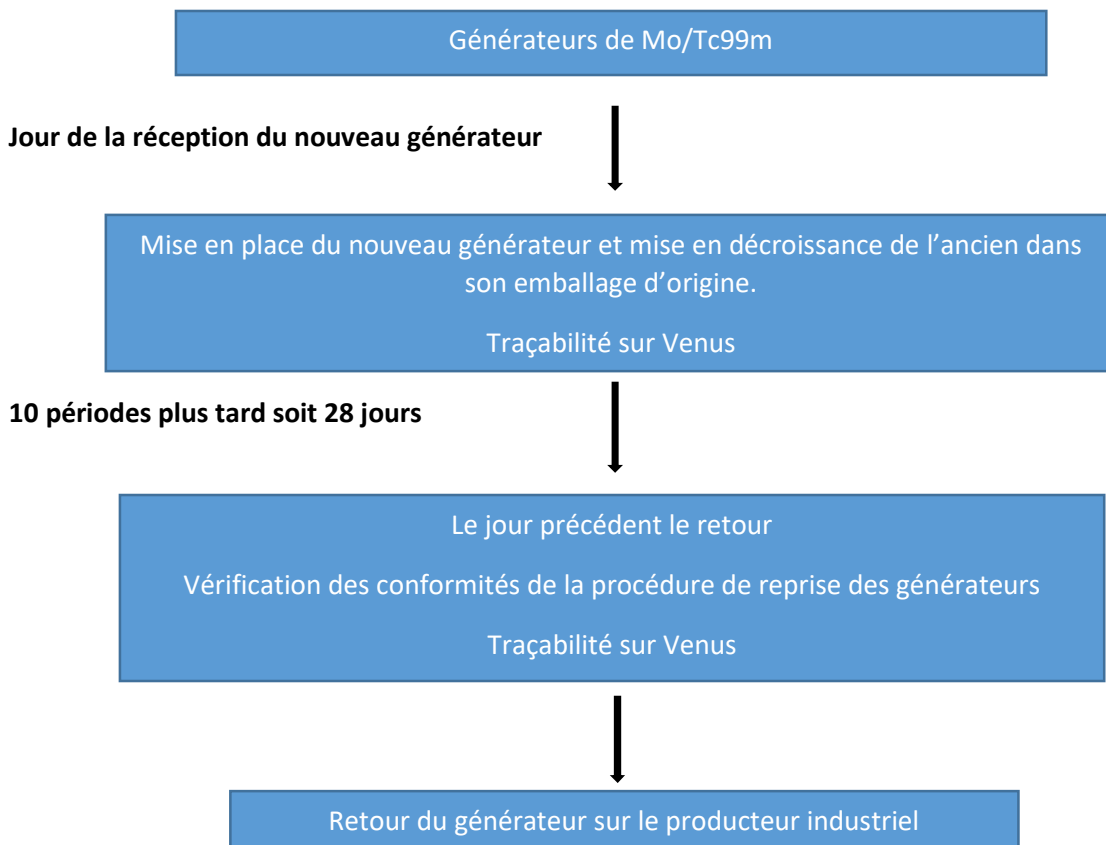 Générateurs de Mo/Tc99m
Jour de la réception du nouveau générateur
Mise en place du nouveau générateur et mise en décroissance de l’ancien dans
son emballage d’origine.
Traçabilité sur Venus
10 périodes plus tard soit 28 jours
Le jour précédent le retour
Vérification des conformités de la procédure de reprise des générateurs
Traçabilité sur Venus
Retour du générateur sur le producteur industriel